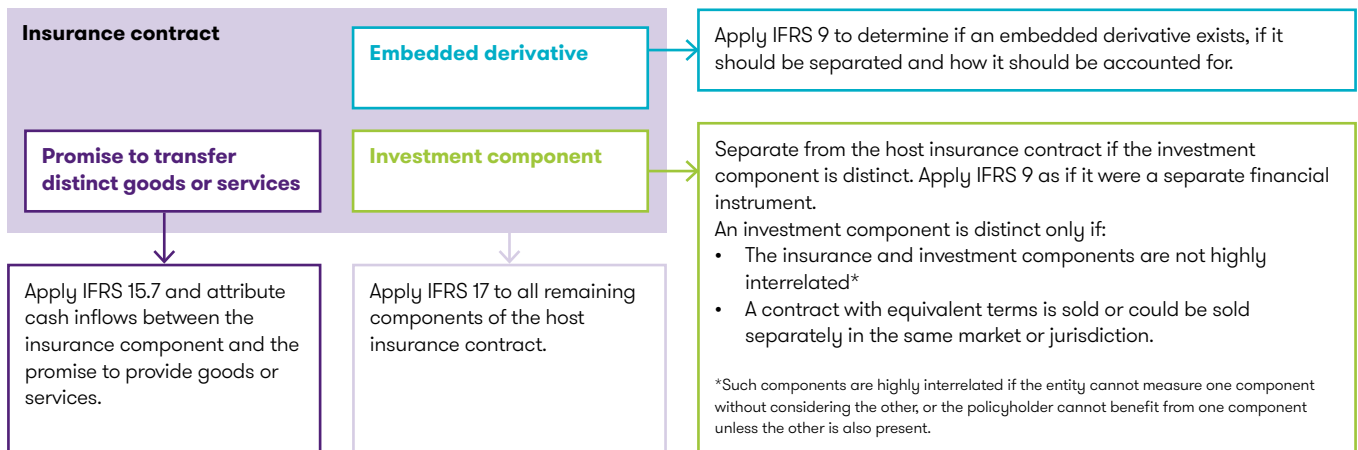 Insurance contract
Embedded derivative
Apply IFRS 9 to determine if an embedded derivative exists, if it
should be separated and how it should be accounted for.
Promise to transfer
distinct goods or services
Investment component
Separate from the host insurance contract if the investment
component is distinct. Apply IFRS 9 as if it were a separate financial
instrument.
An investment component is distinct only if:
• The insurance and investment components are not highly
interrelated*
• A contract with equivalent terms is sold or could be sold
separately in the same market or jurisdiction.
*Such components are highly interrelated if the entity cannot measure one component
without considering the other, or the policyholder cannot benefit from one component
unless the other is also present.
Apply IFRS 15.7 and attribute
cash inflows between the
insurance component and the
promise to provide goods or
services.
Apply IFRS 17 to all remaining
components of the host
insurance contract.